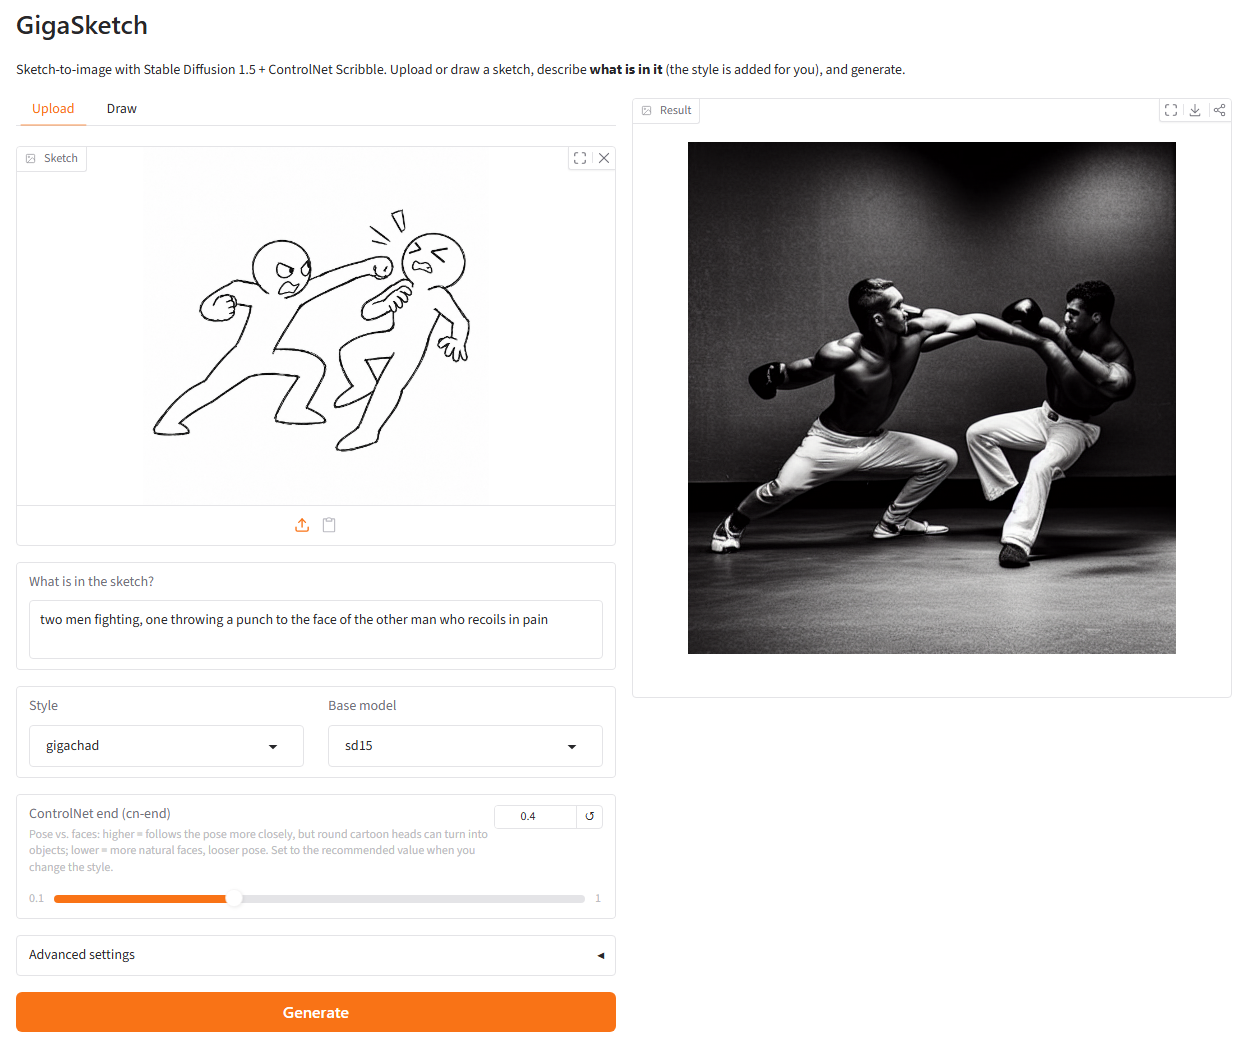 GigaSketch
Sketch-to-image with Stable Diffusion 1.5 + ControlNet Scribble. Upload or draw a sketch, describe what is in it (the style is added for you), and generate.
Upload
Draw
Sketch
What is in the sketch?
two men fighting, one throwing a punch to the face of the other man who recoils in pain
Style
Base model
gigachad
sd15
ControlNet end (cn-end)
0.4
Pose vs. faces: higher = follows the pose more closely, but round cartoon heads can turn into
objects; lower = more natural faces, looser pose. Set to the recommended value when you
change the style.
0.1
1
Advanced settings
Generate
Result